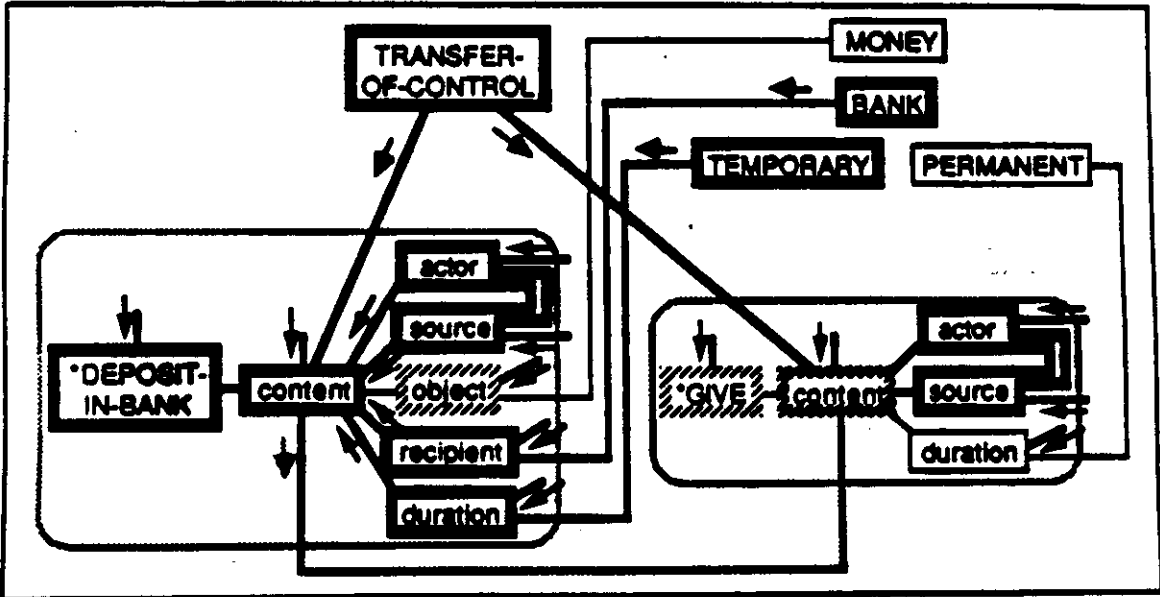 TRANSFER-
OF-CONTROL
MONEY
BANK
TEMPORARY
PERMANENT
actor
source
*DEPOSIT-
IN-BANK
content
object
recipient
duration
actor
*GIVE
content
source
duration